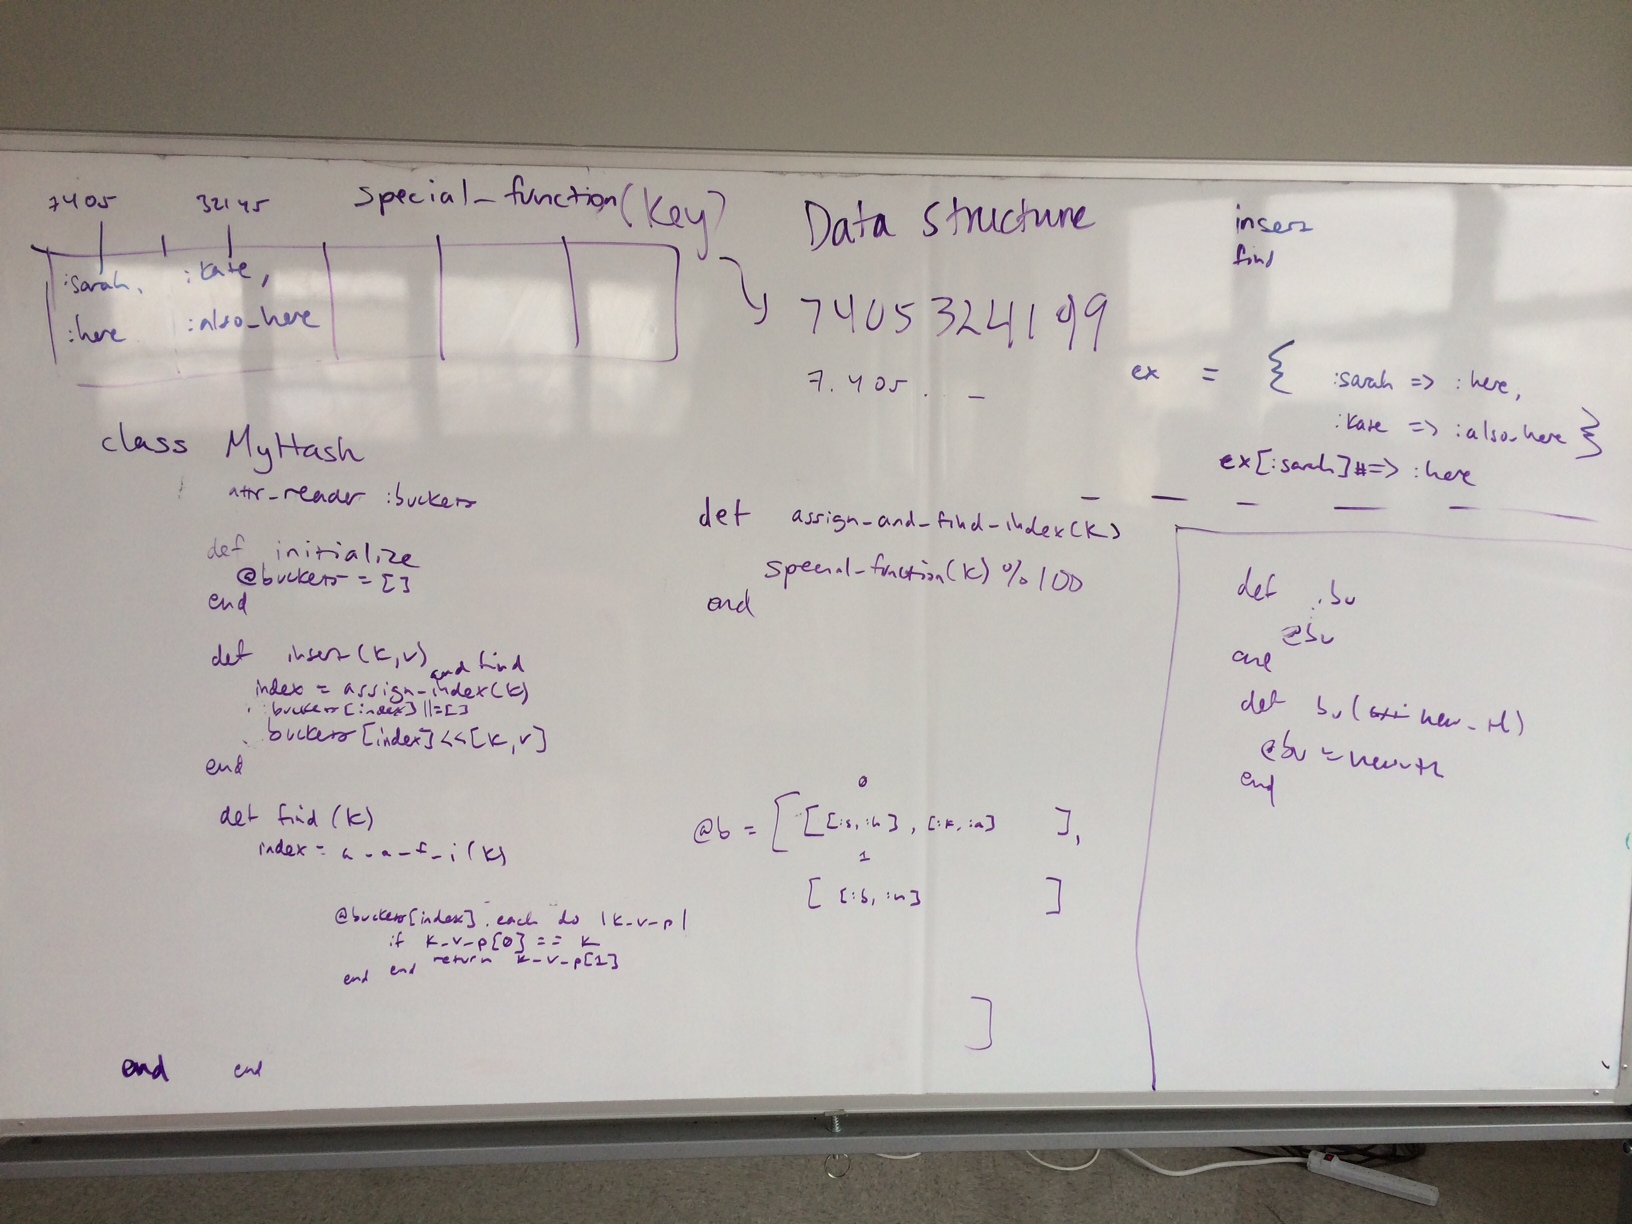 7405 32145 special_function(key)
:sarah, :kate,
:here :also_here
Data Structure
7405324199
7.405. _
insert
find
ex = { :sarah => :here,
:kate => :also_here }
ex[:sarah]#=> :here
class MyHash
attr_reader :buckets
def initialize
@buckets = []
end
def insert(k,v)
and find
index = assign-index(k)
buckets[index] ||=[]
buckets[index]<<[k,v]
end
def find (k)
index = a-a-f-i(k)
@buckets[index].each do |k-v-p|
if k-v-p[0] == k
return k-v-p[1]
end end
end end
def assign-and-find-index(k)
special-function(k) % 100
end
@b = [
0
[[:s,:h], [:k,:a] ],
1
[ [:b,:n] ]
]
def bu
@bu
end
def bu(new_th)
@bu = new_th
end